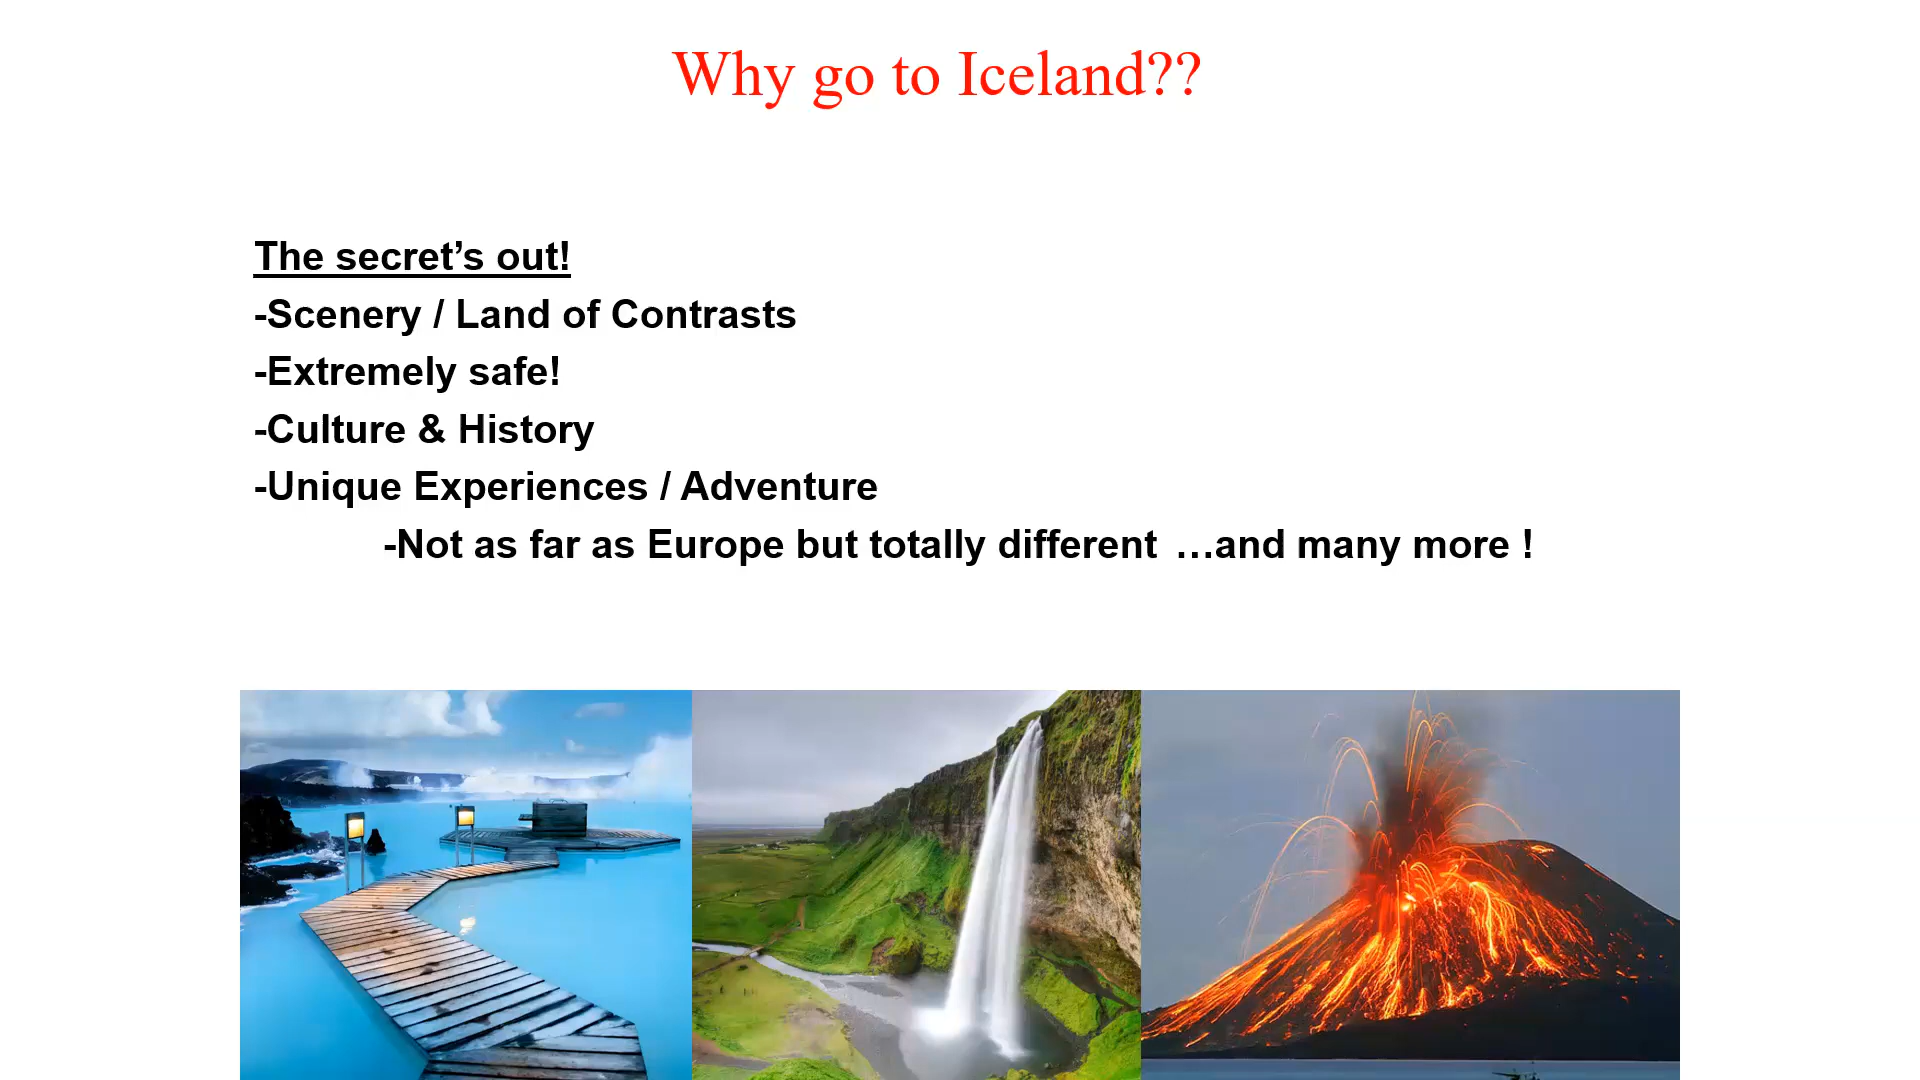 Why go to Iceland??
The secret’s out!
-Scenery / Land of Contrasts
-Extremely safe!
-Culture & History
-Unique Experiences / Adventure
-Not as far as Europe but totally different …and many more !